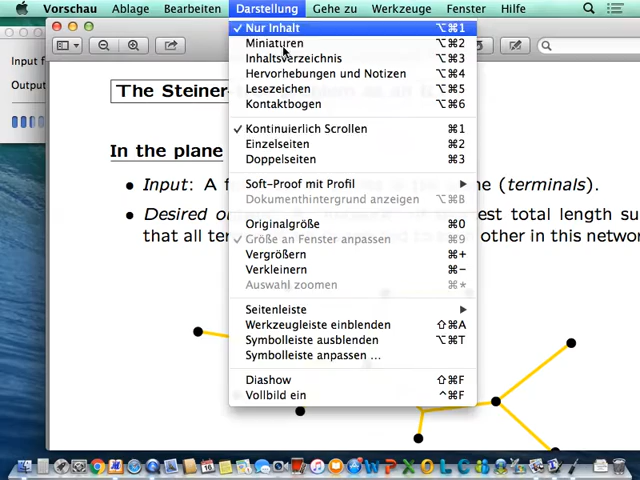 Vorschau Ablage Bearbeiten Darstellung Gehe zu Werkzeuge Fenster Hilfe
Nur Inhalt ⌥⌘1
Miniaturen ⌥⌘2
Inhaltsverzeichnis ⌥⌘3
Hervorhebungen und Notizen ⌥⌘4
Lesezeichen ⌥⌘5
Kontaktbogen ⌥⌘6
Kontinuierlich Scrollen ⌘1
Einzelseiten ⌘2
Doppelseiten ⌘3
Soft-Proof mit Profil
Dokumenthintergrund anzeigen ⌥⌘B
Originalgröße ⌘0
Größe an Fenster anpassen ⌘9
Vergrößern ⌘+
Verkleinern ⌘−
Auswahl zoomen ⌘*
Seitenleiste
Werkzeugleiste einblenden ⇧⌘A
Symbolleiste ausblenden ⌥⌘T
Symbolleiste anpassen ...
Diashow ⇧⌘F
Vollbild ein ^⌘F
Input f
Output
The Steiner
In the plane
• Input: A f ne (terminals).
• Desired o est total length su
that all ter other in this networ